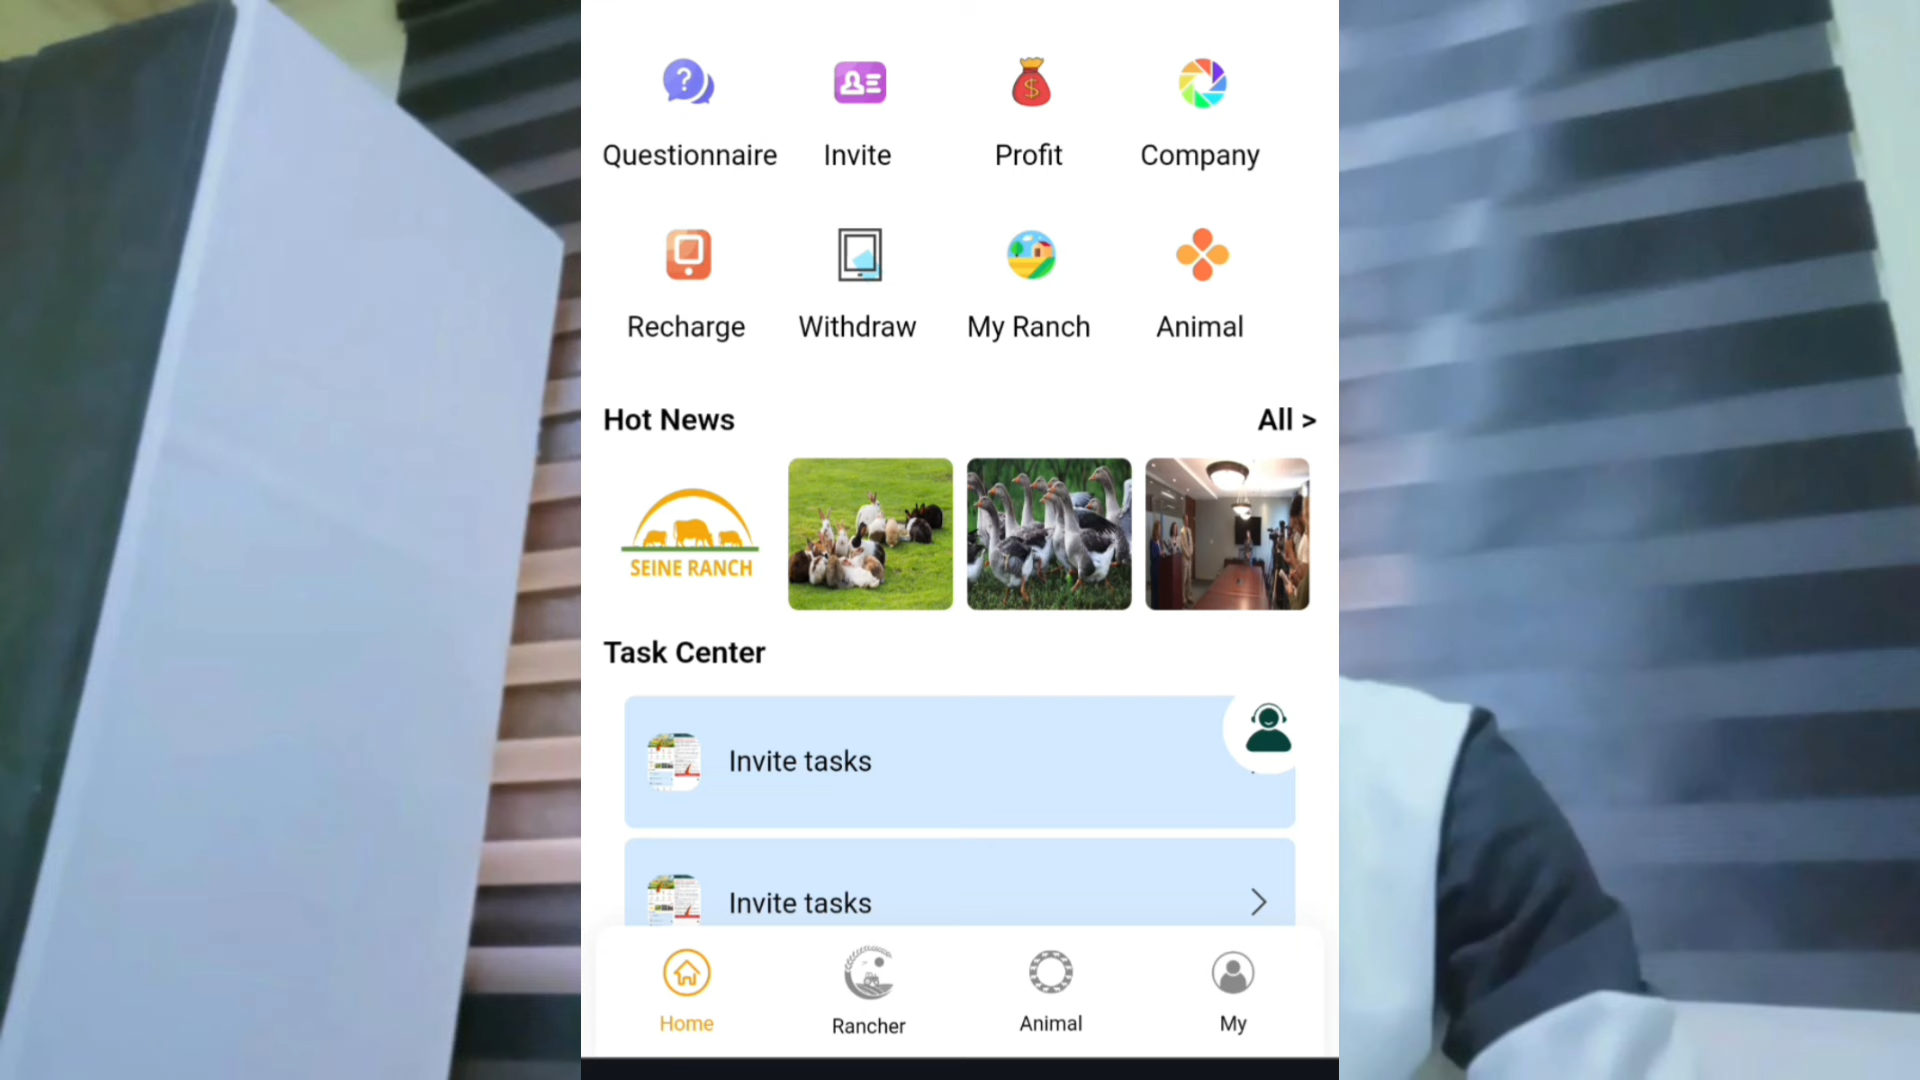 Questionnaire Invite Profit Company
Recharge Withdraw My Ranch Animal
Hot News All >
SEINE RANCH
Task Center
Invite tasks
Invite tasks
Home Rancher Animal My